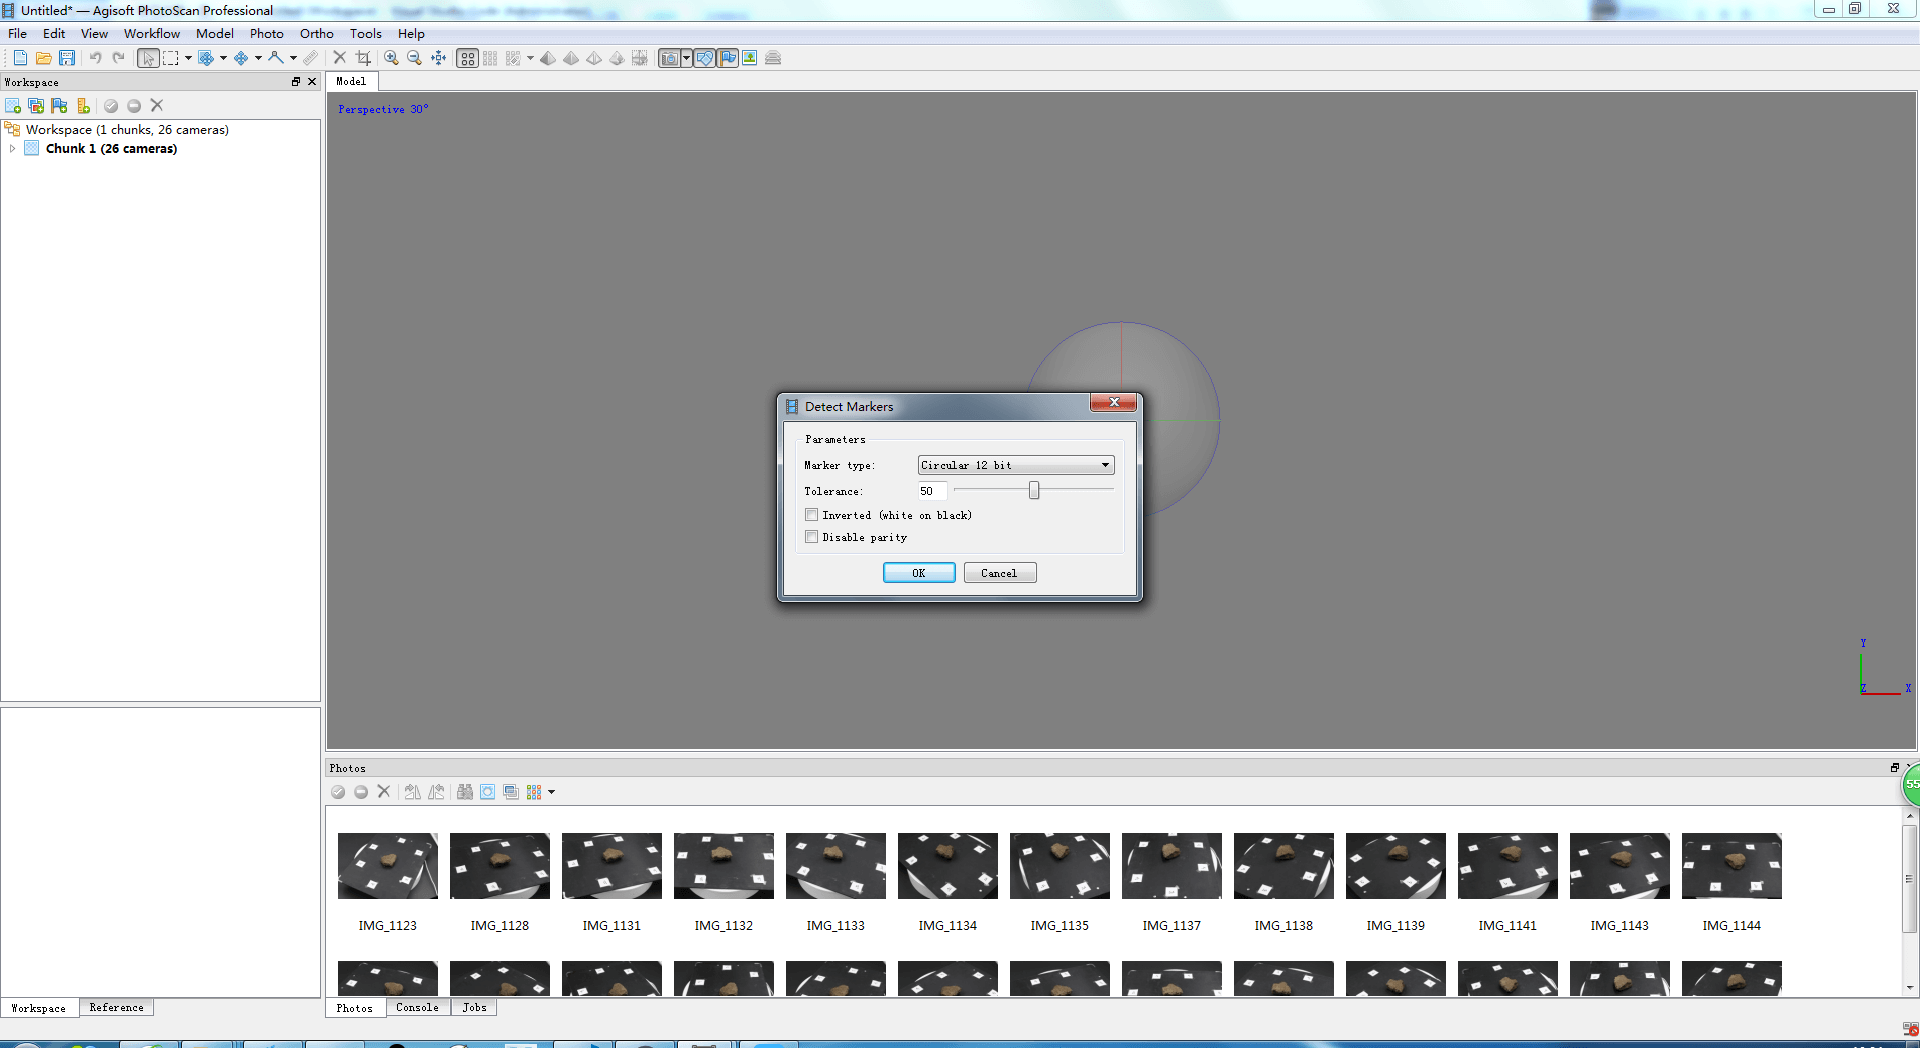 Untitled* — Agisoft PhotoScan Professional
File Edit View Workflow Model Photo Ortho Tools Help
Workspace
Model
Perspective 30°
Workspace (1 chunks, 26 cameras)
Chunk 1 (26 cameras)
Detect Markers
Parameters
Marker type: Circular 12 bit
Tolerance: 50
Inverted (white on black)
Disable parity
OK Cancel
Y
Z X
Photos
55
IMG_1123 IMG_1128 IMG_1131 IMG_1132 IMG_1133 IMG_1134 IMG_1135 IMG_1137 IMG_1138 IMG_1139 IMG_1141 IMG_1143 IMG_1144
Workspace Reference
Photos Console Jobs